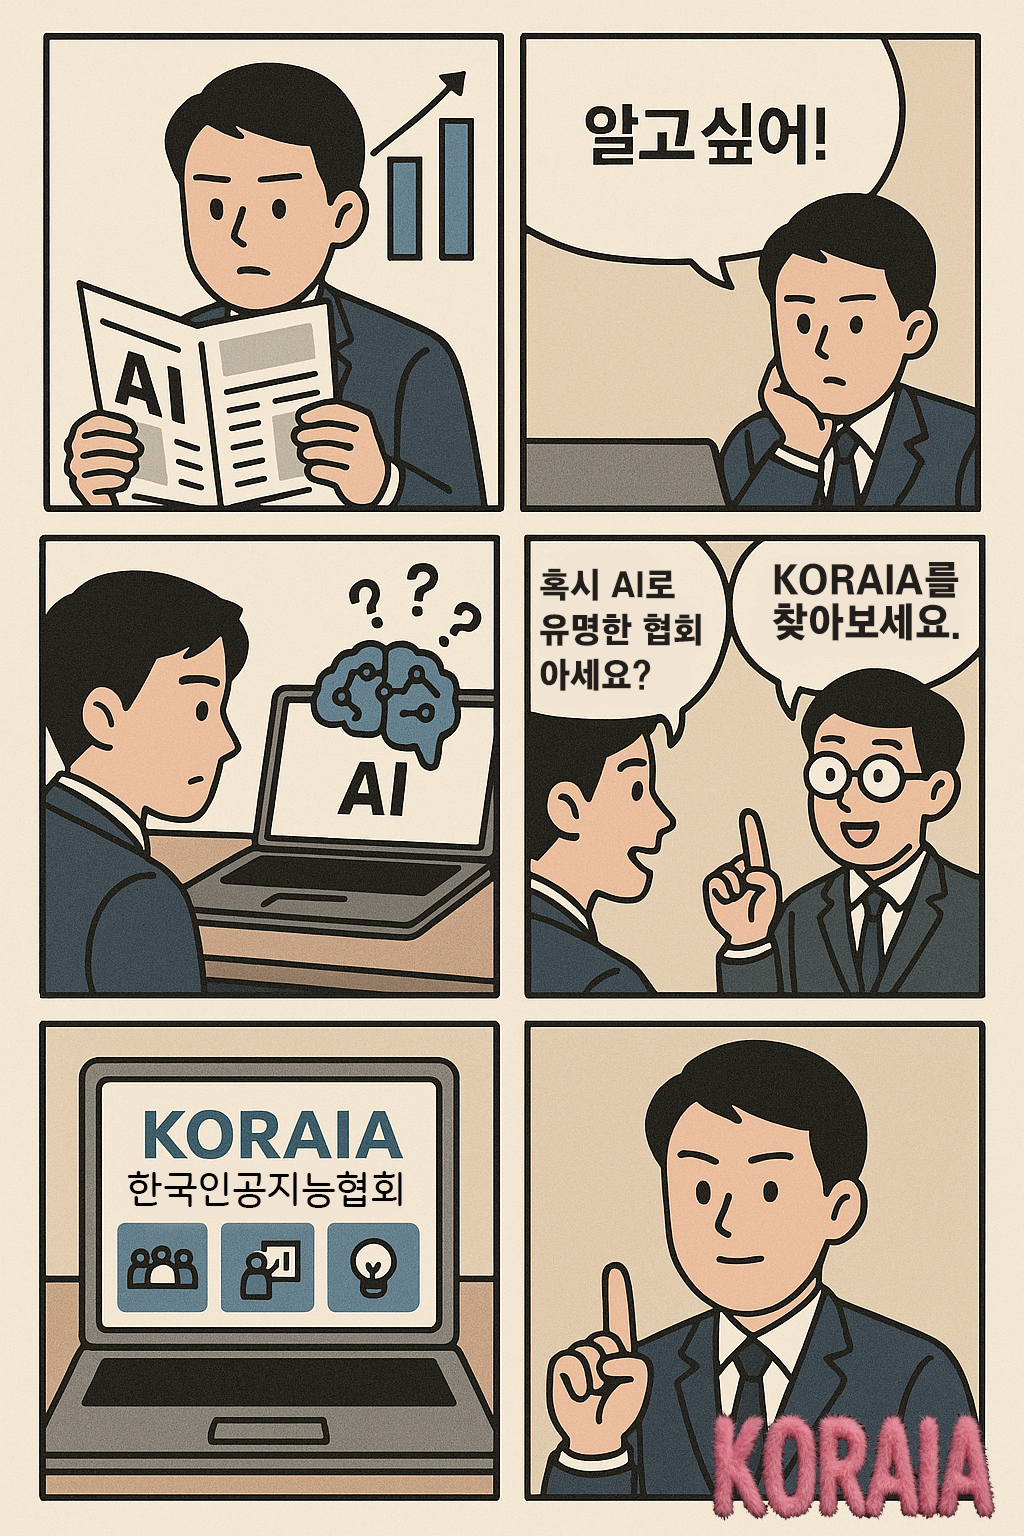 AI
알고싶어!
? ? ?
AI
혹시 AI로
유명한 협회
아세요?
KORAIA를
찾아보세요.
KORAIA
한국인공지능협회
KORAIA